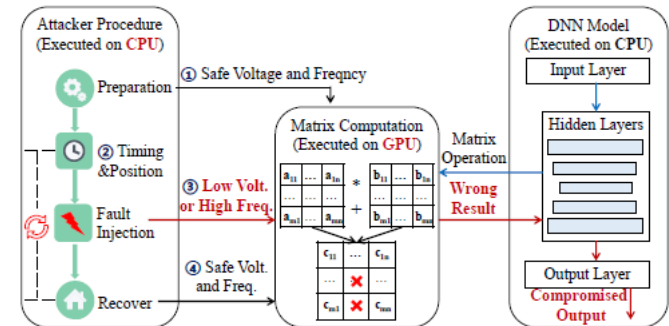 Attacker Procedure
(Executed on CPU)
Preparation
② Timing
&Position
Fault
Injection
Recover
① Safe Voltage and Freqncy
③ Low Volt.
or High Freq.
④ Safe Volt.
and Freq.
Matrix Computation
(Executed on GPU)
a11 ... a1n
... ... ...
am1 ... amn
*
+
b11 ... b1n
... ... ...
bm1 ... bmn
c11 ... c1n
...
...
cm1 cmn
Matrix
Operation
Wrong
Result
DNN Model
(Executed on CPU)
Input Layer
Hidden Layers
Output Layer
Compromised
Output